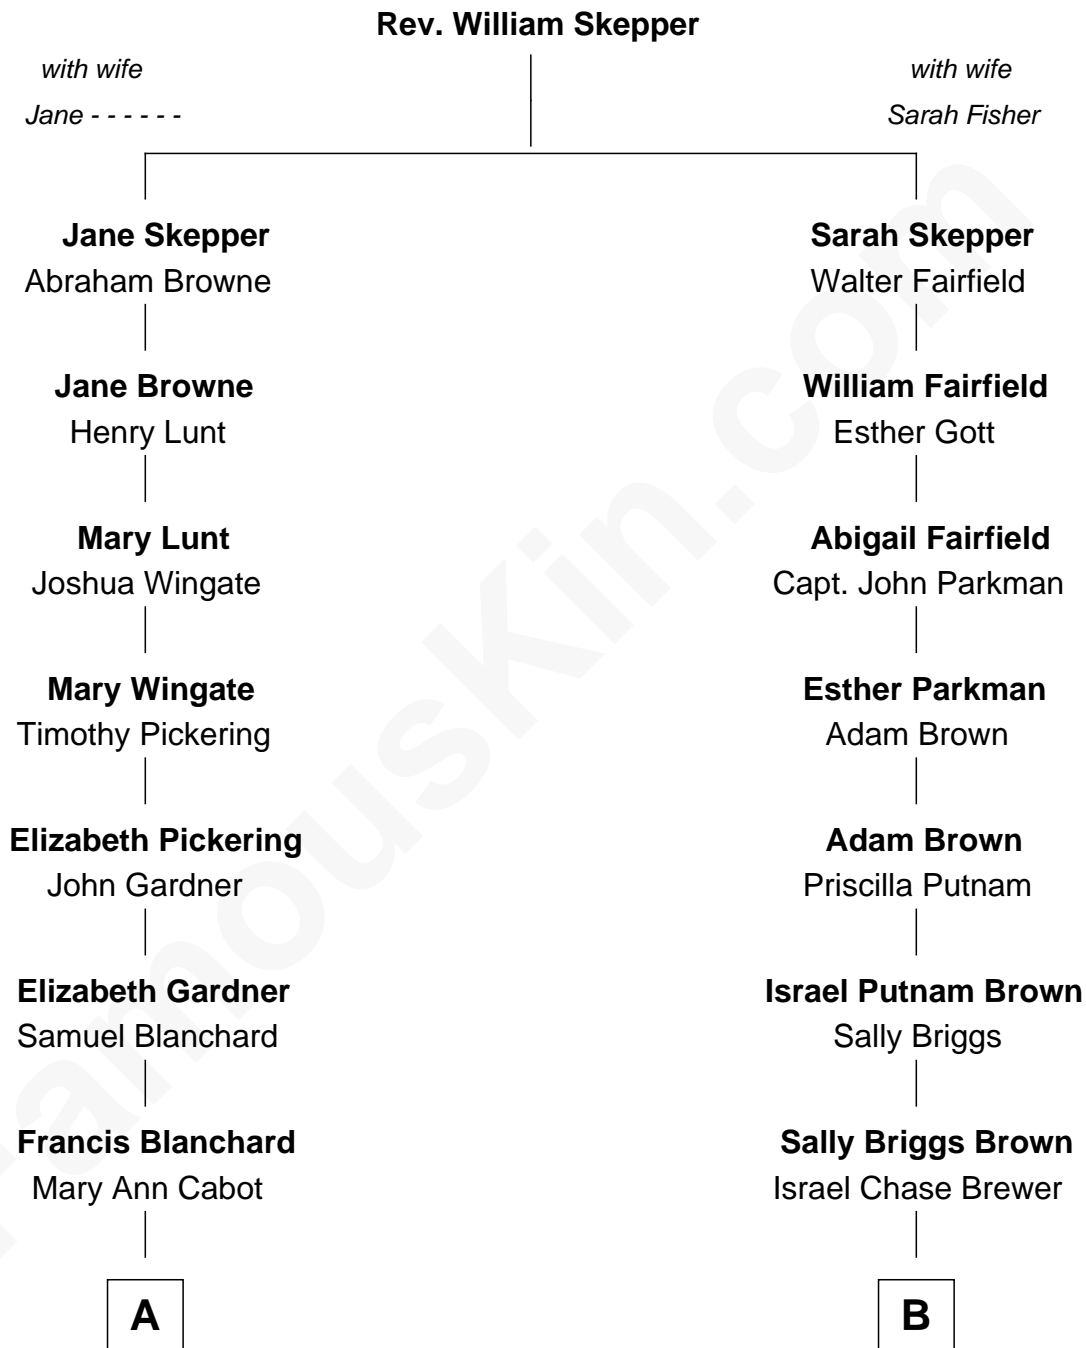 Rev. William Skepper
with wife
Jane - - - - - -
with wife
Sarah Fisher
Jane Skepper
Abraham Browne
Jane Browne
Henry Lunt
Mary Lunt
Joshua Wingate
Mary Wingate
Timothy Pickering
Elizabeth Pickering
John Gardner
Elizabeth Gardner
Samuel Blanchard
Francis Blanchard
Mary Ann Cabot
A
Sarah Skepper
Walter Fairfield
William Fairfield
Esther Gott
Abigail Fairfield
Capt. John Parkman
Esther Parkman
Adam Brown
Adam Brown
Priscilla Putnam
Israel Putnam Brown
Sally Briggs
Sally Briggs Brown
Israel Chase Brewer
B
FamousKin.com